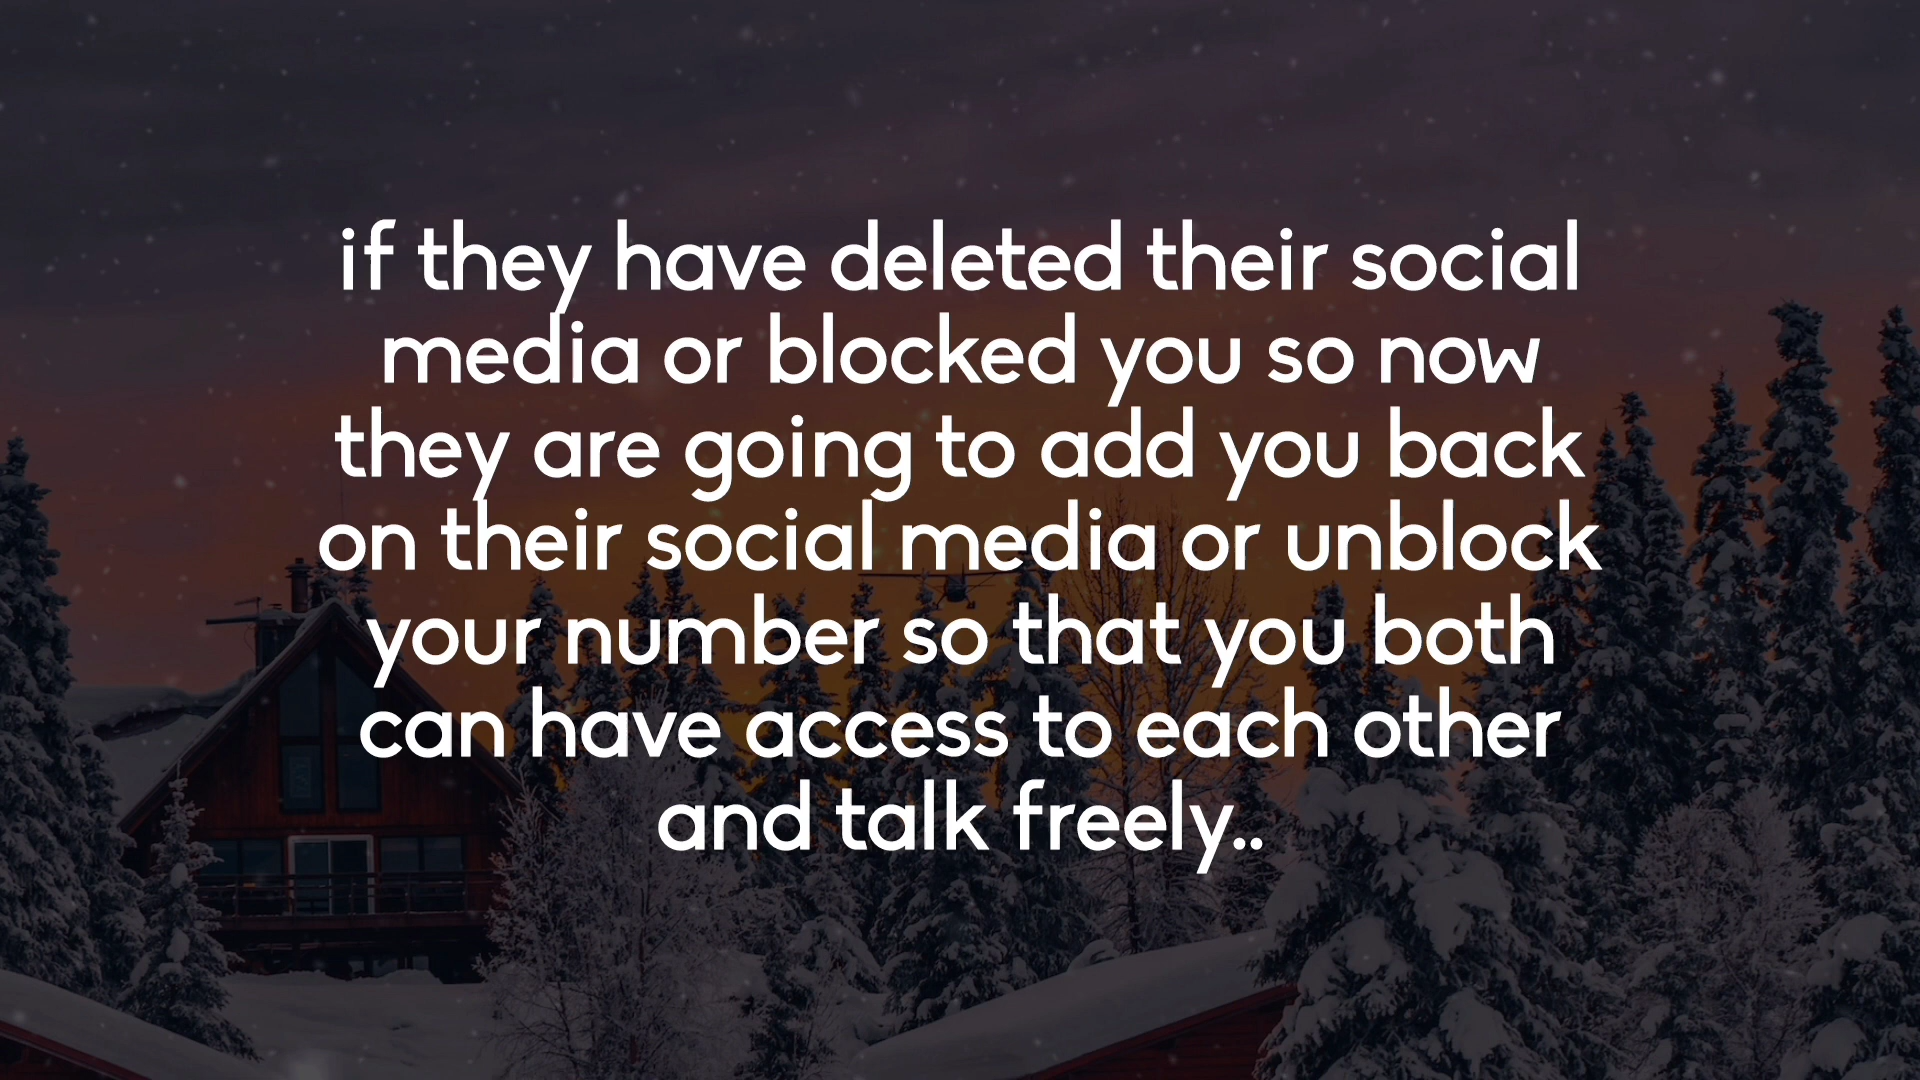 if they have deleted their social
media or blocked you so now
they are going to add you back
on their social media or unblock
your number so that you both
can have access to each other
and talk freely..